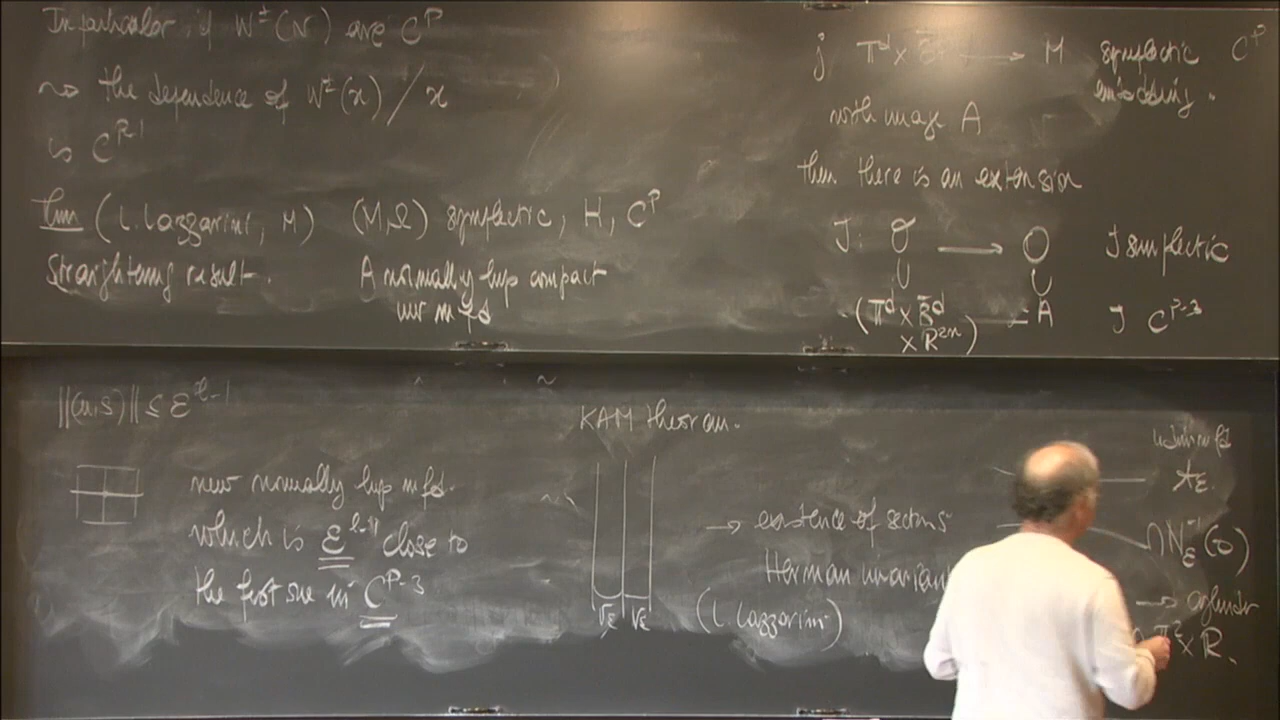 In particular if W^±(N) are C^p
~> the dependence of W^±(x) / x
is C^{p-1}
Thm (L. Lazzarini, M) (M,Ω) symplectic, H, C^p
Straightening result. A normally hyp compact
inv mfd
j T^d × B^d → M symplectic C^p
embedding.
with image A
then there is an extension
J: O → O J symplectic
(T^d × B^d × R^{2n}) A J C^{p-3}
||(u,s)|| ≤ ε^{l-1}
new normally hyp mfd.
which is ε^{l-1} close to
the first one in C^{p-3}
KAM theorem.
√ε √ε
→ existence of sections
Herman invariant
(L Lazzarini)
∩ N_ε^{-1}(0)
→ cylinder
T^2 × R.